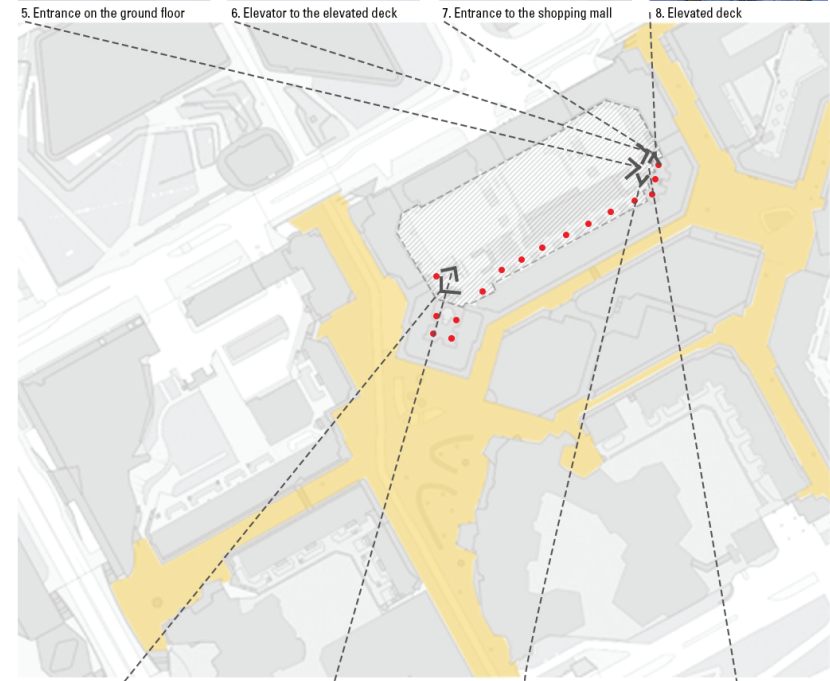 5. Entrance on the ground floor
6. Elevator to the elevated deck
7. Entrance to the shopping mall
8. Elevated deck